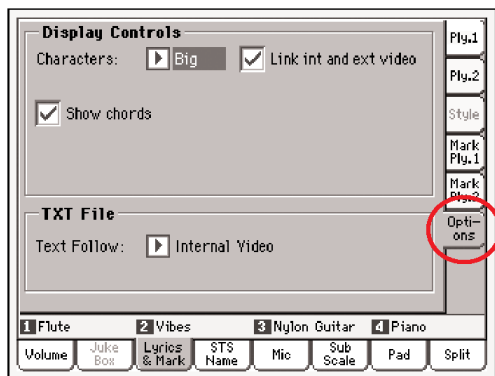 Display Controls
Characters: Big Link int and ext video
Show chords
TXT File
Text Follow: Internal Video
Ply.1
Ply.2
Style
Mark
Ply.1
Mark
Ply.2
Opti-
ons
1 Flute 2 Vibes 3 Nylon Guitar 4 Piano
Volume Juke Box Lyrics & Mark STS Name Mic Sub Scale Pad Split